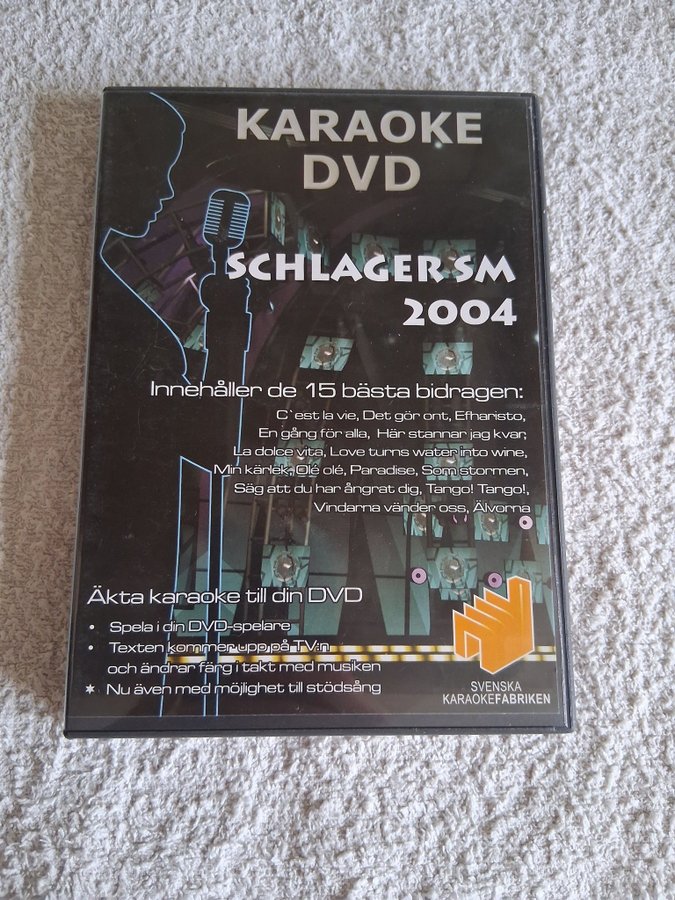 KARAOKE
DVD
SCHLAGER SM
2004
Innehåller de 15 bästa bidragen:
C`est la vie, Det gör ont, Efharisto,
En gång för alla, Här stannar jag kvar,
La dolce vita, Love turns water into wine,
Min kärlek, Olé olé, Paradise, Som stormen,
Säg att du har ångrat dig, Tango! Tango!,
Vindarna vänder oss, Älvorna
Äkta karaoke till din DVD
• Spela i din DVD-spelare
• Texten kommer upp på TV:n
och ändrar färg i takt med musiken
* Nu även med möjlighet till stödsång
SVENSKA
KARAOKEFABRIKEN